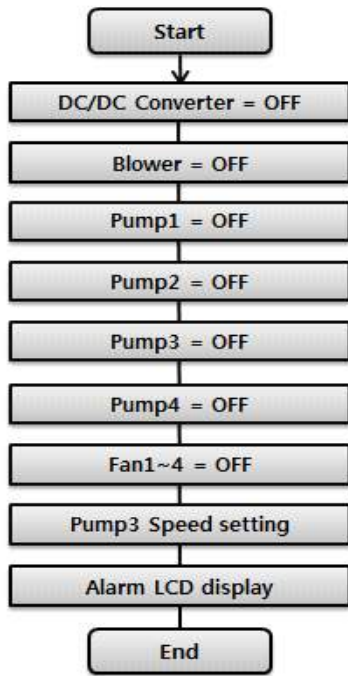 Start
DC/DC Converter = OFF
Blower = OFF
Pump1 = OFF
Pump2 = OFF
Pump3 = OFF
Pump4 = OFF
Fan1~4 = OFF
Pump3 Speed setting
Alarm LCD display
End